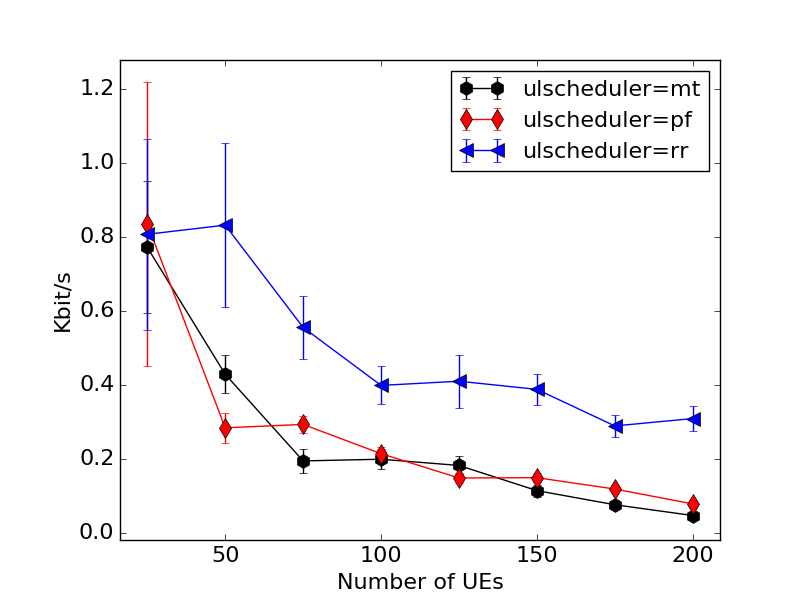 1.2
1.0
0.8
0.6
0.4
0.2
0.0
Kbit/s
ulscheduler=mt
ulscheduler=pf
ulscheduler=rr
50 100 150 200
Number of UEs